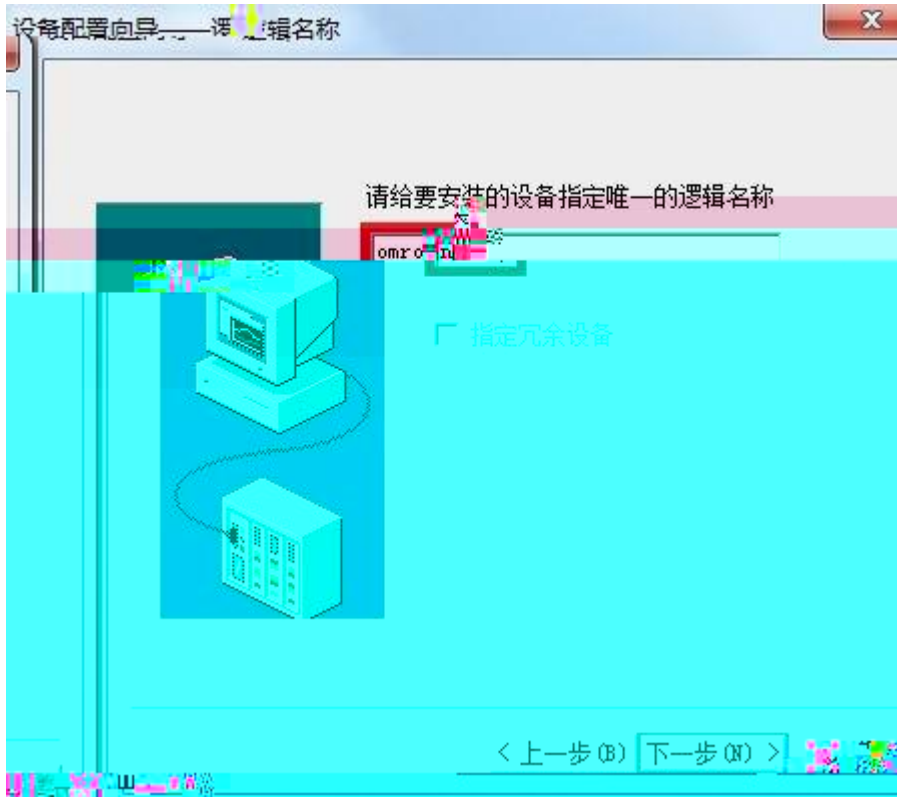 设备配置向导——逻辑名称
请给要安装的设备指定唯一的逻辑名称
指定冗余设备
< 上一步(B)
下一步(N) >